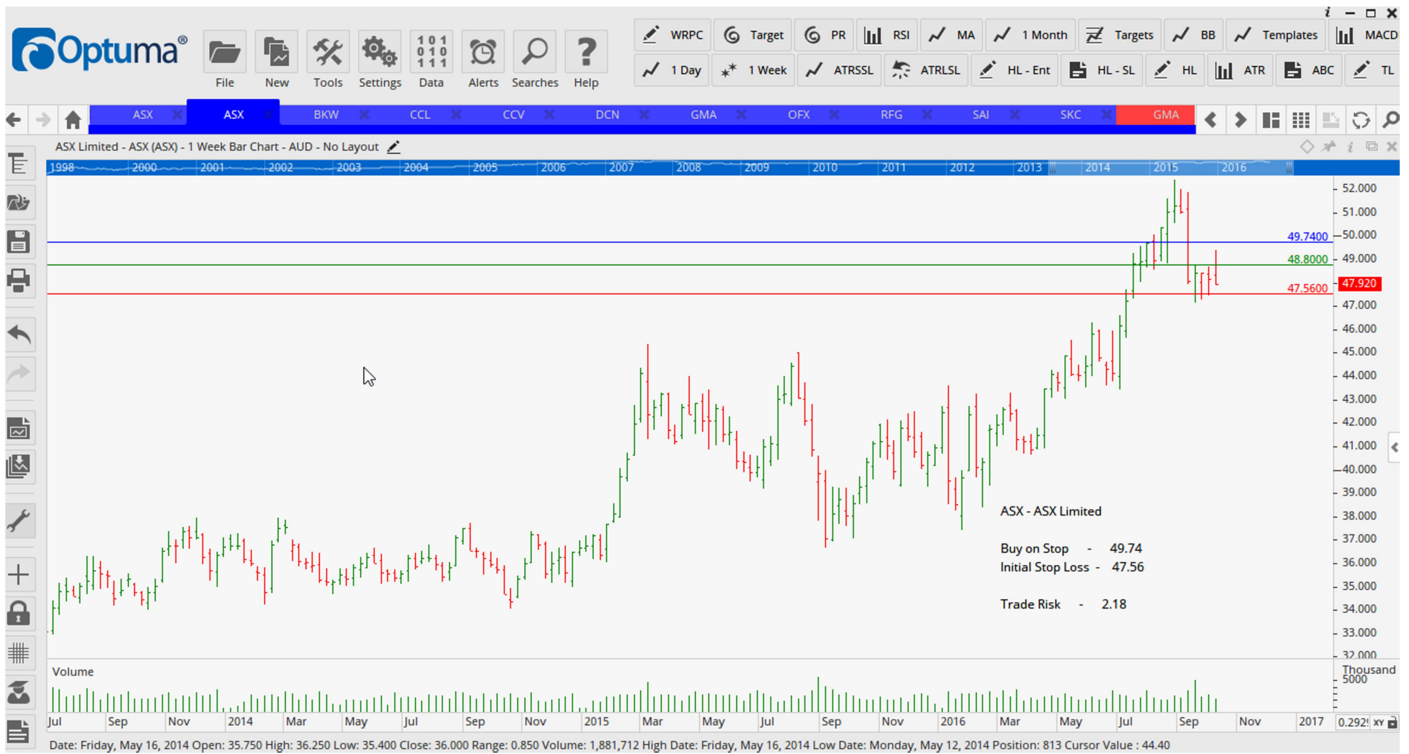 i
Optuma®
File New Tools Settings Data Alerts Searches Help
101
010
111
WRPC Target PR RSI MA 1 Month Targets BB Templates MACD
1 Day 1 Week ATRSSL ATRLSL HL - Ent HL - SL HL ATR ABC TL
ASX ASX BKW CCL CCV DCN GMA OFX RFG SAI SKC GMA
ASX Limited - ASX (ASX) - 1 Week Bar Chart - AUD - No Layout
1998 2000 2001 2002 2003 2004 2005 2006 2007 2008 2009 2010 2011 2012 2013 2014 2015 2016
52.000
51.000
49.7400 50.000
48.8000 49.000
47.5600 47.920
47.000
46.000
45.000
44.000
43.000
42.000
41.000
40.000
39.000
38.000
37.000
36.000
35.000
34.000
33.000
32.000
ASX - ASX Limited
Buy on Stop - 49.74
Initial Stop Loss - 47.56
Trade Risk - 2.18
Volume
Thousand
5000
Jul Sep Nov 2014 Mar May Jul Sep Nov 2015 Mar May Jul Sep Nov 2016 Mar May Jul Sep Nov 2017 XY
Date: Friday, May 16, 2014 Open: 35.750 High: 36.250 Low: 35.400 Close: 36.000 Range: 0.850 Volume: 1,881,712 High Date: Friday, May 16, 2014 Low Date: Monday, May 12, 2014 Position: 813 Cursor Value : 44.40